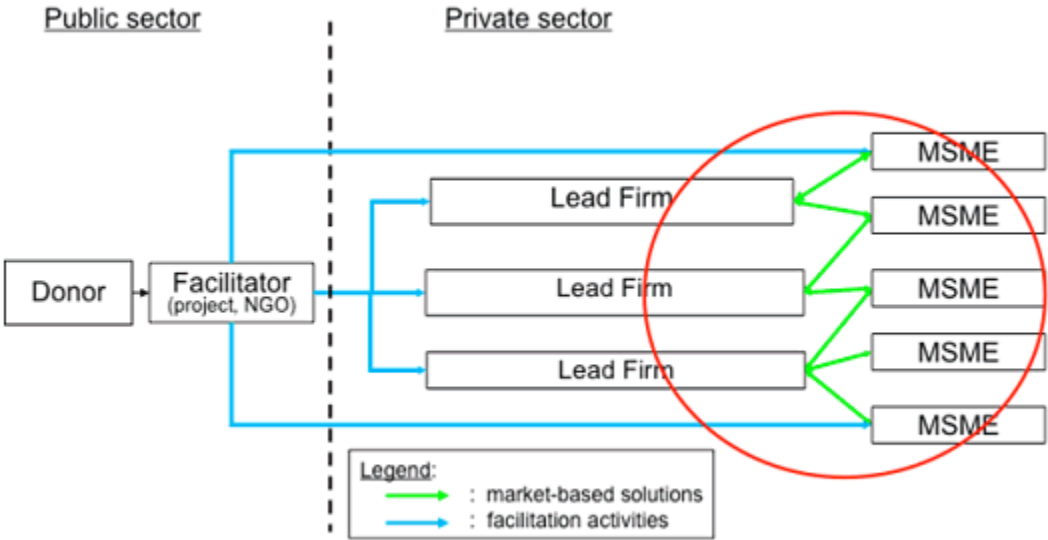 Public sector
Private sector
MSME
Lead Firm
MSME
Donor
Facilitator
(project, NGO)
Lead Firm
MSME
MSME
Lead Firm
MSME
Legend:
: market-based solutions
: facilitation activities